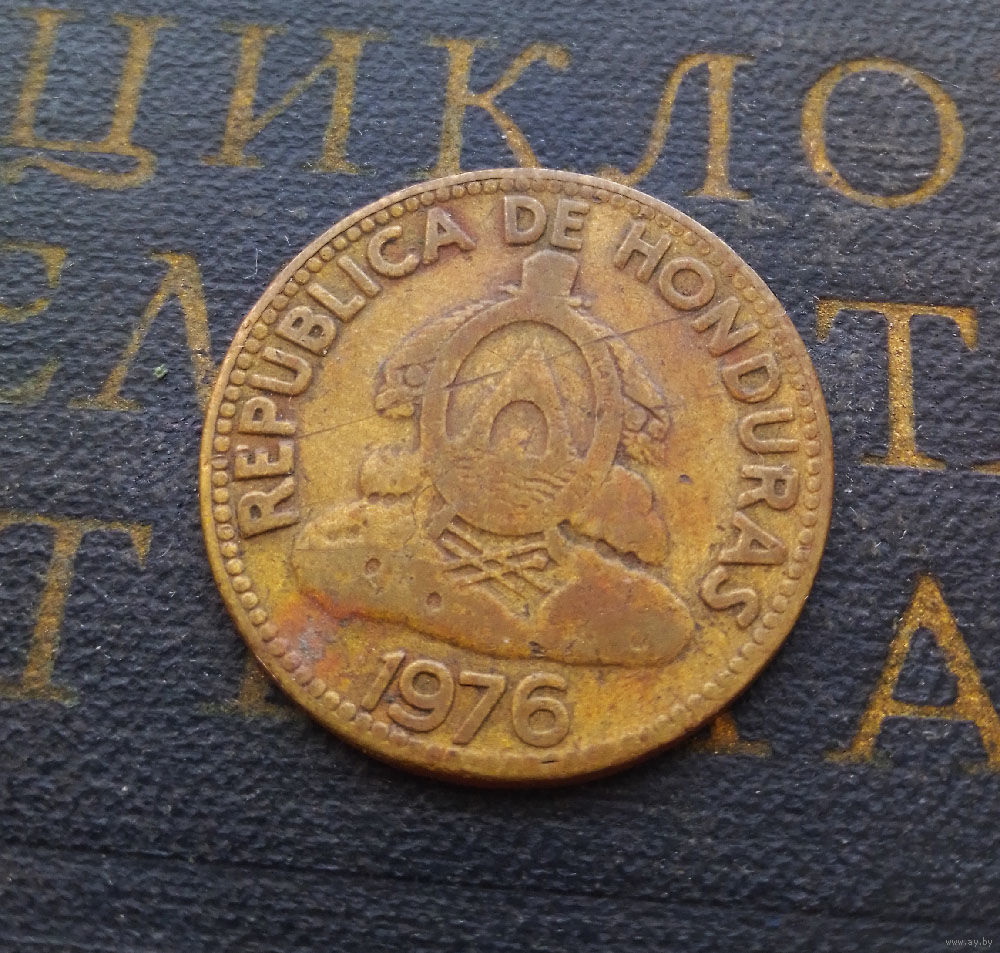 ЦИКЛО
REPUBLICA DE HONDURAS
1976
www.ay.by